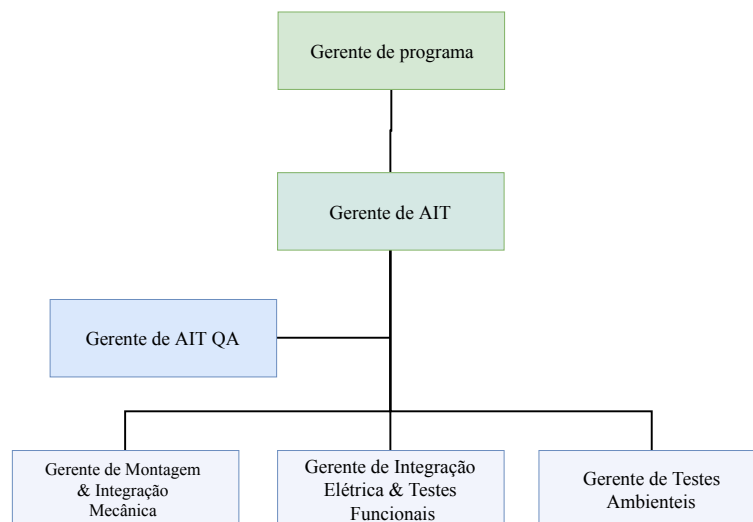 Gerente de programa
Gerente de AIT
Gerente de AIT QA
Gerente de Montagem
& Integração
Mecânica
Gerente de Integração
Elétrica & Testes
Funcionais
Gerente de Testes
Ambienteis